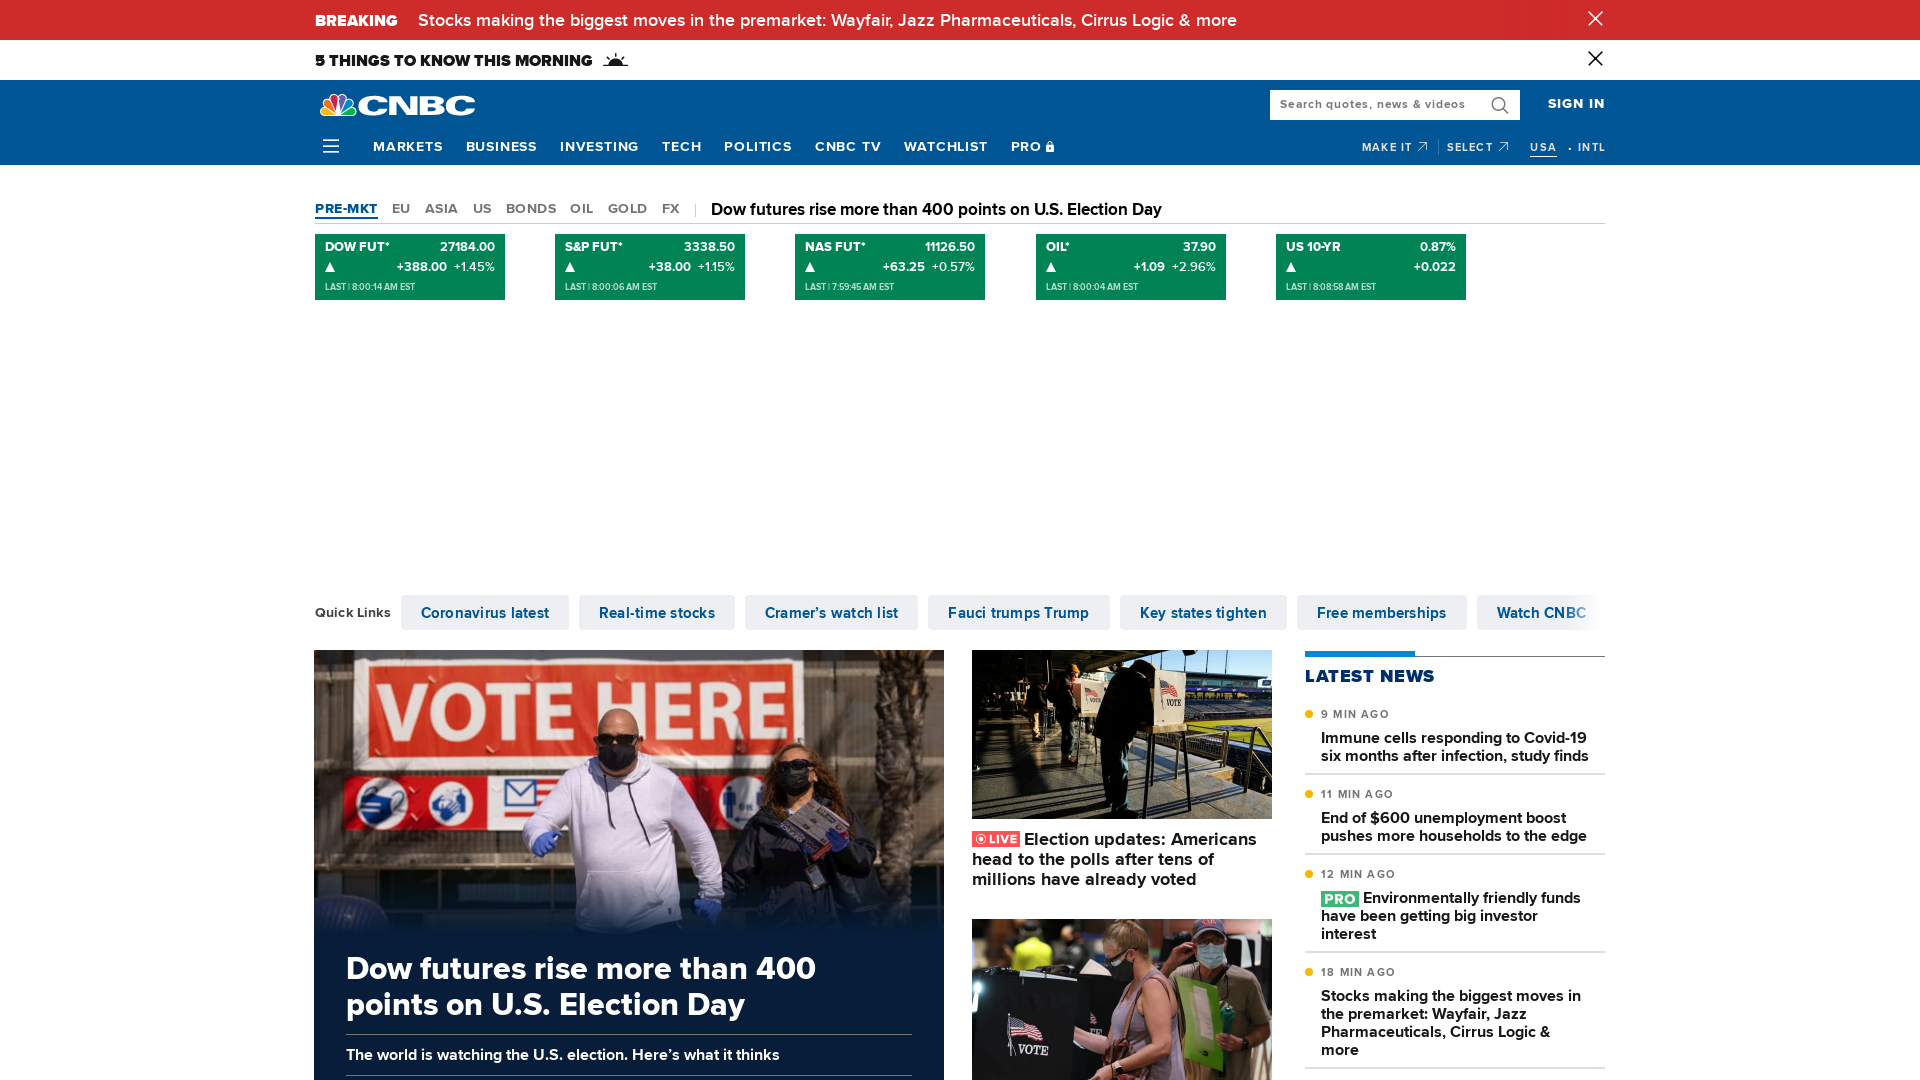 BREAKING Stocks making the biggest moves in the premarket: Wayfair, Jazz Pharmaceuticals, Cirrus Logic & more
5 THINGS TO KNOW THIS MORNING
CNBC
Search quotes, news & videos
SIGN IN
MARKETS BUSINESS INVESTING TECH POLITICS CNBC TV WATCHLIST PRO
MAKE IT SELECT USA • INTL
PRE-MKT EU ASIA US BONDS OIL GOLD FX
Dow futures rise more than 400 points on U.S. Election Day
DOW FUT* 27184.00
+388.00 +1.45%
LAST | 8:00:14 AM EST
S&P FUT* 3338.50
+38.00 +1.15%
LAST | 8:00:06 AM EST
NAS FUT* 11126.50
+63.25 +0.57%
LAST | 7:59:45 AM EST
OIL* 37.90
+1.09 +2.96%
LAST | 8:00:04 AM EST
US 10-YR 0.87%
+0.022
LAST | 8:08:58 AM EST
Quick Links
Coronavirus latest
Real-time stocks
Cramer’s watch list
Fauci trumps Trump
Key states tighten
Free memberships
Watch CNBC
VOTE HERE
Dow futures rise more than 400
points on U.S. Election Day
The world is watching the U.S. election. Here’s what it thinks
VOTE
VOTE
LIVE Election updates: Americans
head to the polls after tens of
millions have already voted
VOTE
LATEST NEWS
9 MIN AGO
Immune cells responding to Covid-19
six months after infection, study finds
11 MIN AGO
End of $600 unemployment boost
pushes more households to the edge
12 MIN AGO
PRO Environmentally friendly funds
have been getting big investor
interest
18 MIN AGO
Stocks making the biggest moves in
the premarket: Wayfair, Jazz
Pharmaceuticals, Cirrus Logic &
more